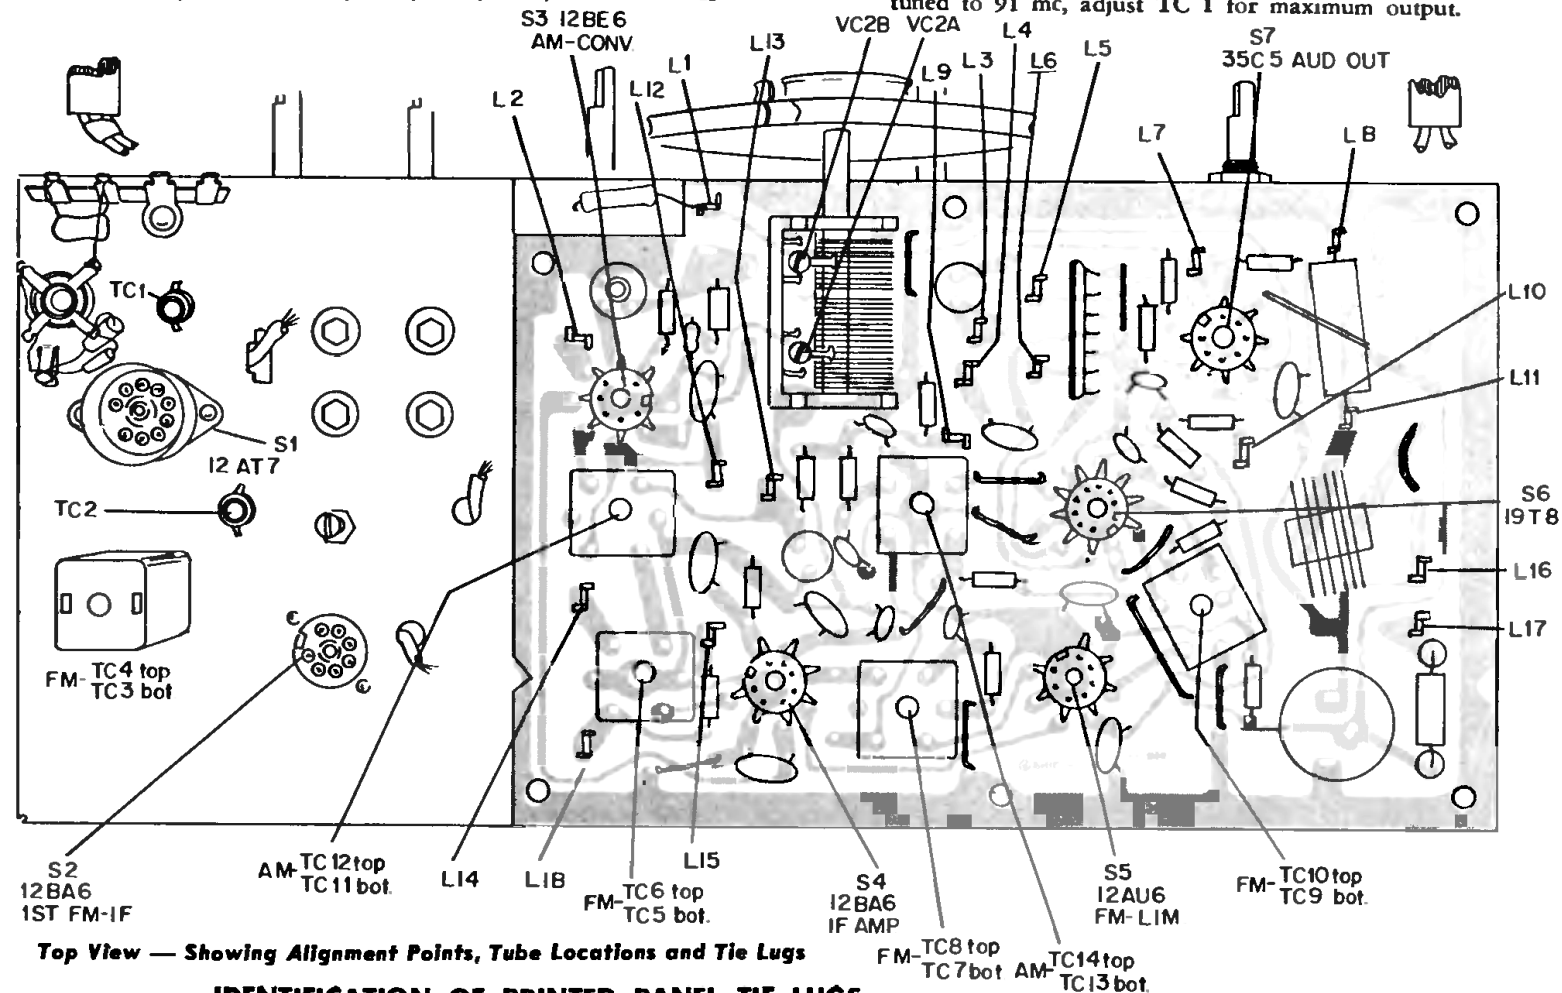 tuned to 91 mc, adjust TC 1 for maximum output.
S3 12BE6
AM-CONV.
L13
VC2B VC2A
L4
S7
35C5 AUD OUT
L1
L9
L3
L6
L5
L2
L12
L7
L8
TC1
L10
L11
S1
12 AT7
TC2
S6
19T8
L16
L17
FM- TC4 top
TC3 bot
S2
12BA6
1ST FM-IF
AM- TC12 top
TC11 bot.
L14
L1B
FM- TC6 top
TC5 bot.
L15
S4
12BA6
IF AMP
FM- TC8 top
TC7 bot
AM- TC14 top
TC13 bot.
S5
12AU6
FM-LIM
FM- TC10 top
TC9 bot.
Top View — Showing Alignment Points, Tube Locations and Tie Lugs
IDENTIFICATION OF PRINTED PANEL TIE LUGS